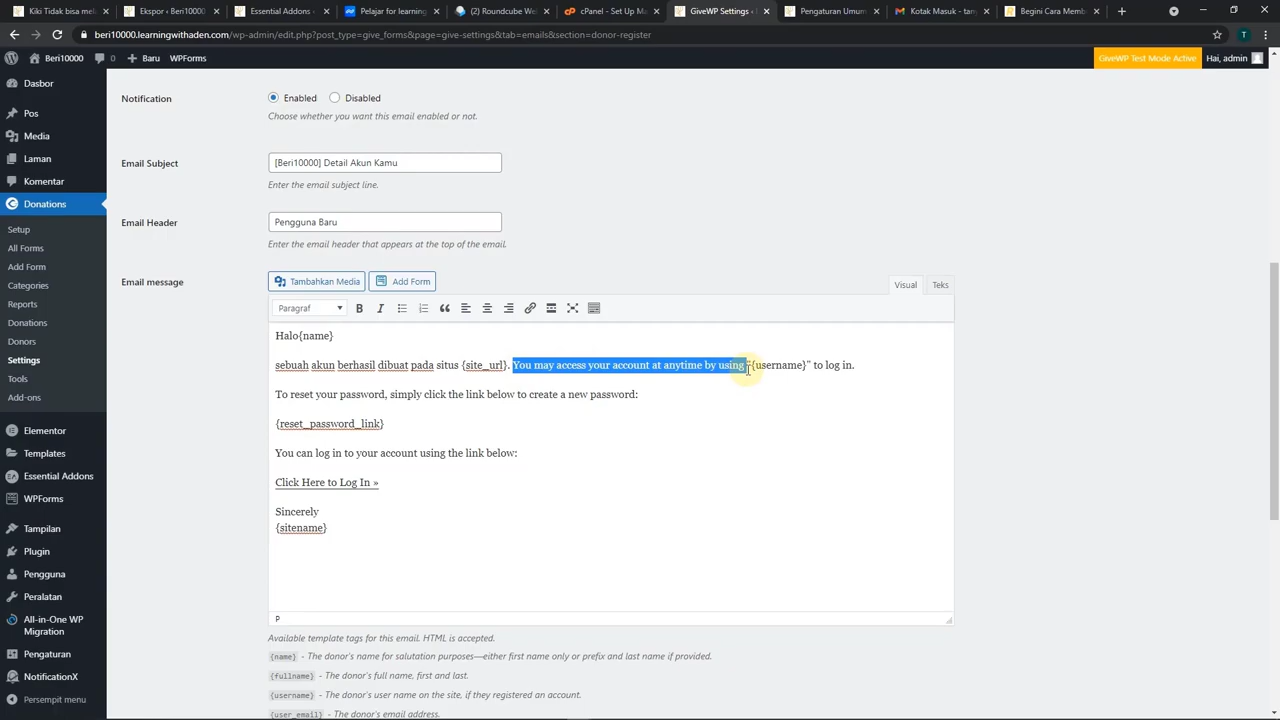 Kiki Tidak bisa mela
Ekspor ‹ Beri10000
Essential Addons
Pelajar for learning
(2) Roundcube We
cPanel - Set Up Ma
GiveWP Settings ‹
Pengaturan Umum
Kotak Masuk - tang
Begini Cara Memb
beri10000.learningwithaden.com/wp-admin/edit.php?post_type=give_forms&page=give-settings&tab=emails&section=donor-register
T
Beri10000
0
Baru
WPForms
GiveWP Test Mode Active
Hai, admin
Dasbor
Pos
Media
Laman
Komentar
Donations
Setup
All Forms
Add Form
Categories
Reports
Donations
Donors
Settings
Tools
Add-ons
Elementor
Templates
Essential Addons
WPForms
Tampilan
Plugin
Pengguna
Peralatan
All-in-One WP
Migration
Pengaturan
NotificationX
Persempit menu
Notification
Enabled
Disabled
Choose whether you want this email enabled or not.
Email Subject
[Beri10000] Detail Akun Kamu
Enter the email subject line.
Email Header
Pengguna Baru
Enter the email header that appears at the top of the email.
Email message
Tambahkan Media
Add Form
Visual
Teks
Paragraf
Halo{name}
sebuah akun berhasil dibuat pada situs {site_url}. You may access your account at anytime by using “{username}” to log in.
To reset your password, simply click the link below to create a new password:
{reset_password_link}
You can log in to your account using the link below:
Click Here to Log In »
Sincerely
{sitename}
P
Available template tags for this email. HTML is accepted.
{name} - The donor's name for salutation purposes—either first name only or prefix and last name if provided.
{fullname} - The donor's full name, first and last.
{username} - The donor's user name on the site, if they registered an account.
{user_email} - The donor's email address.